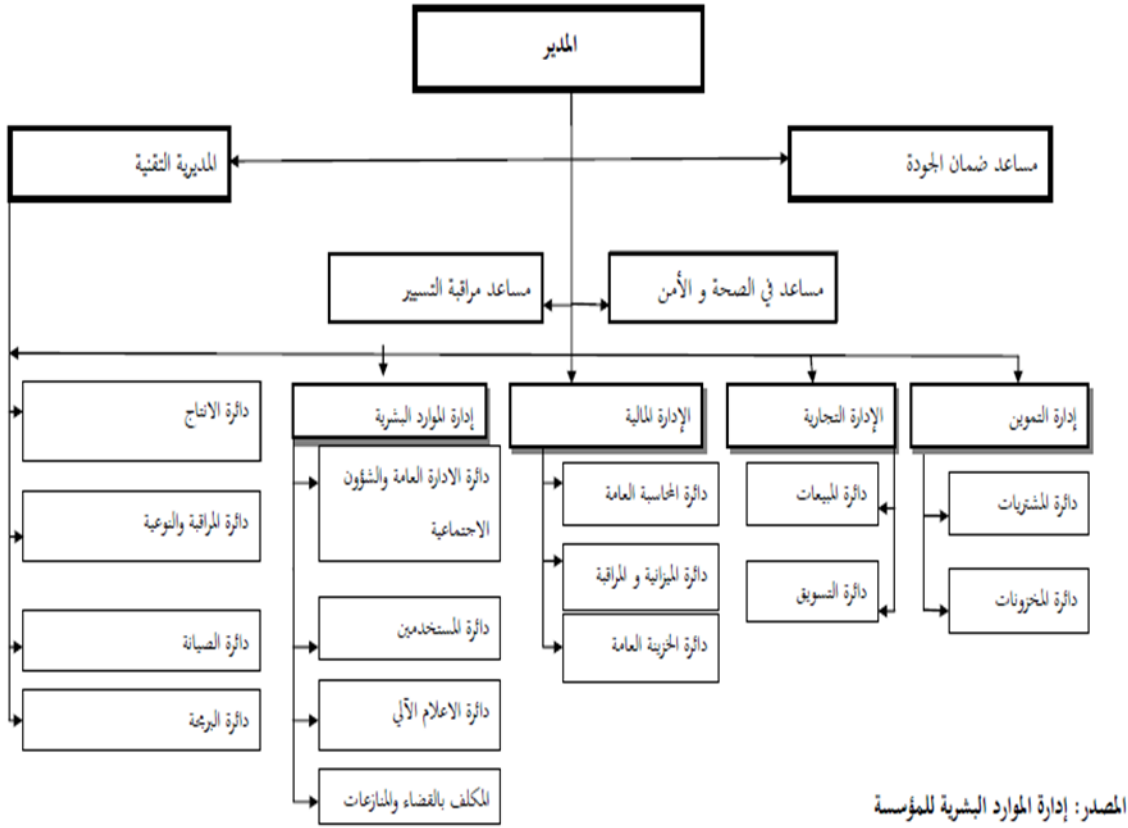 المدير
مساعد ضمان الجودة
المديرية التقنية
مساعد في الصحة و الأمن
مساعد مراقبة التسيير
إدارة التموين
الإدارة التجارية
الإدارة المالية
إدارة الموارد البشرية
دائرة المشتريات
دائرة المخزونات
دائرة المبيعات
دائرة التسويق
دائرة المحاسبة العامة
دائرة الميزانية و المراقبة
دائرة الخزينة العامة
دائرة الادارة العامة والشؤون
الاجتماعية
دائرة المستخدمين
دائرة الاعلام الآلي
المكلف بالقضاء والمنازعات
دائرة الانتاج
دائرة المراقبة والنوعية
دائرة الصيانة
دائرة البرمجة
المصدر: إدارة الموارد البشرية للمؤسسة